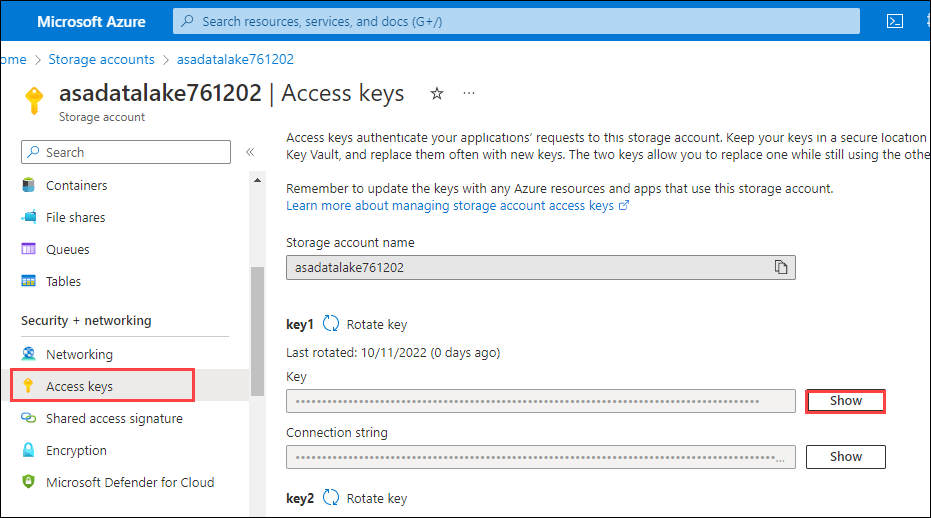 Microsoft Azure
Search resources, services, and docs (G+/)
ome > Storage accounts > asadatalake761202
asadatalake761202 | Access keys
Storage account
Search
Containers
File shares
Queues
Tables
Security + networking
Networking
Access keys
Shared access signature
Encryption
Microsoft Defender for Cloud
Access keys authenticate your applications' requests to this storage account. Keep your keys in a secure location
Key Vault, and replace them often with new keys. The two keys allow you to replace one while still using the othe
Remember to update the keys with any Azure resources and apps that use this storage account.
Learn more about managing storage account access keys
Storage account name
asadatalake761202
key1 Rotate key
Last rotated: 10/11/2022 (0 days ago)
Key
Show
Connection string
Show
key2 Rotate key